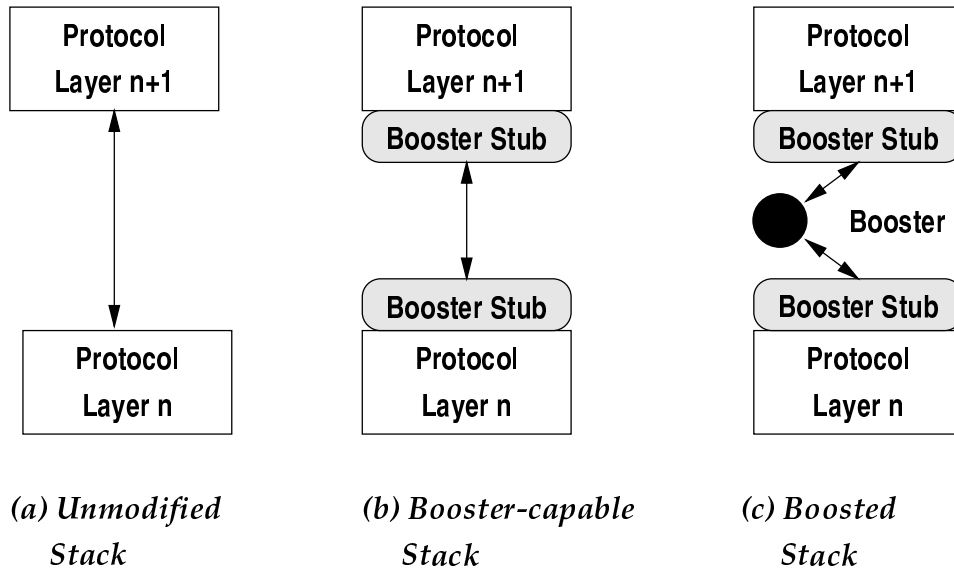 Protocol
Layer n+1
Protocol
Layer n
(a) Unmodified
Stack
Protocol
Layer n+1
Booster Stub
Booster Stub
Protocol
Layer n
(b) Booster-capable
Stack
Protocol
Layer n+1
Booster Stub
Booster
Booster Stub
Protocol
Layer n
(c) Boosted
Stack